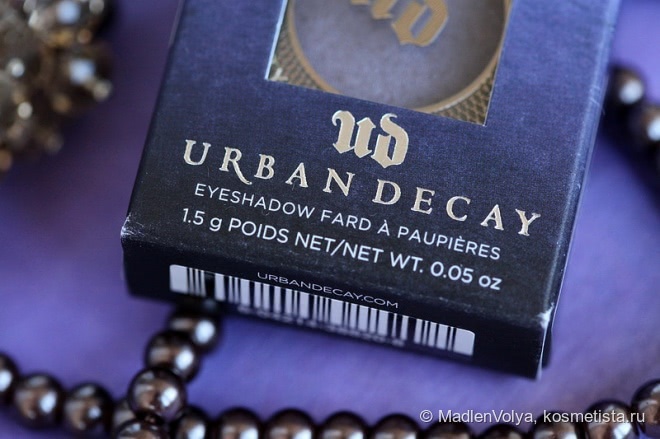 ud
ud
URBAN DECAY
EYESHADOW FARD À PAUPIÈRES
1.5 g POIDS NET/NET WT. 0.05 oz
URBANDECAY.COM
© MadlenVolya, kosmetista.ru